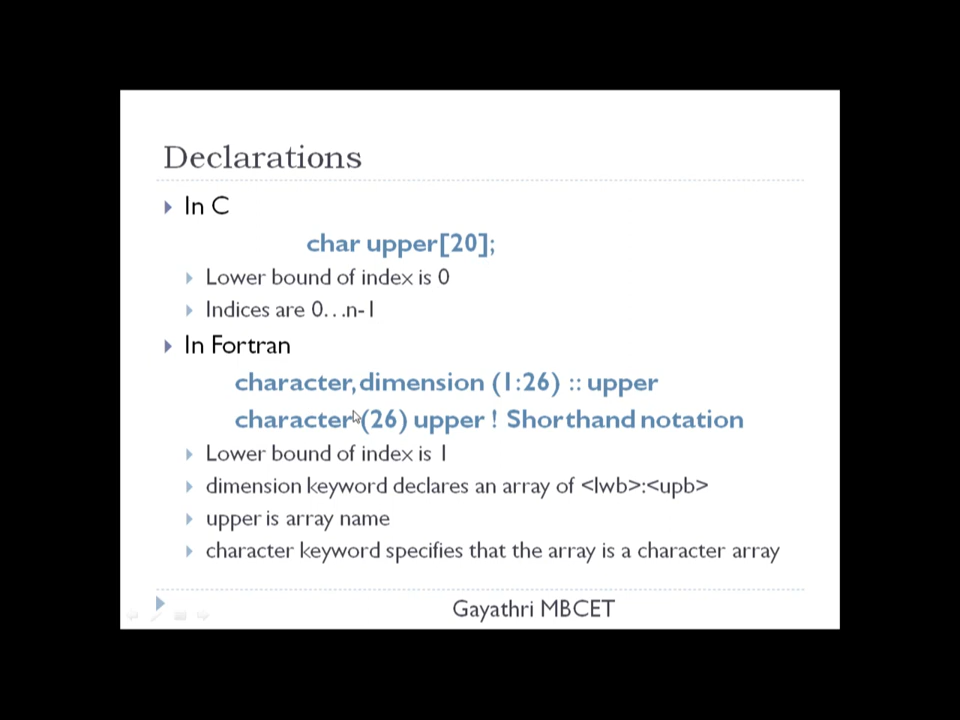 Declarations
In C
char upper[20];
Lower bound of index is 0
Indices are 0...n-1
In Fortran
character,dimension (1:26) :: upper
character (26) upper ! Shorthand notation
Lower bound of index is 1
dimension keyword declares an array of <lwb>:<upb>
upper is array name
character keyword specifies that the array is a character array
Gayathri MBCET